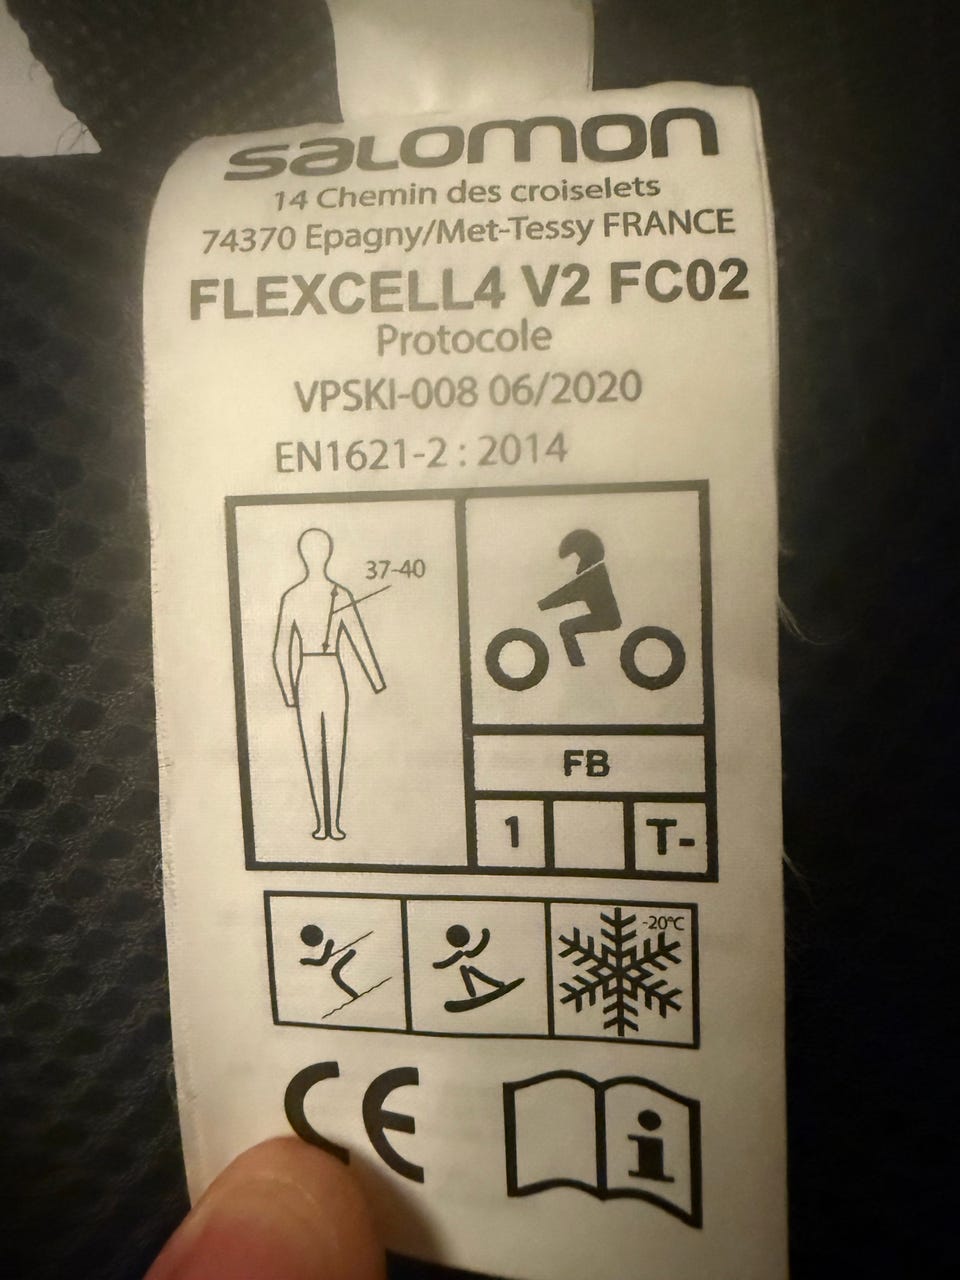 SALOMON
14 Chemin des croiselets
74370 Epagny/Met-Tessy FRANCE
FLEXCELL4 V2 FC02
Protocole
VPSKI-008 06/2020
EN1621-2 : 2014
37-40
FB
1
T-
-20°C
CE
i